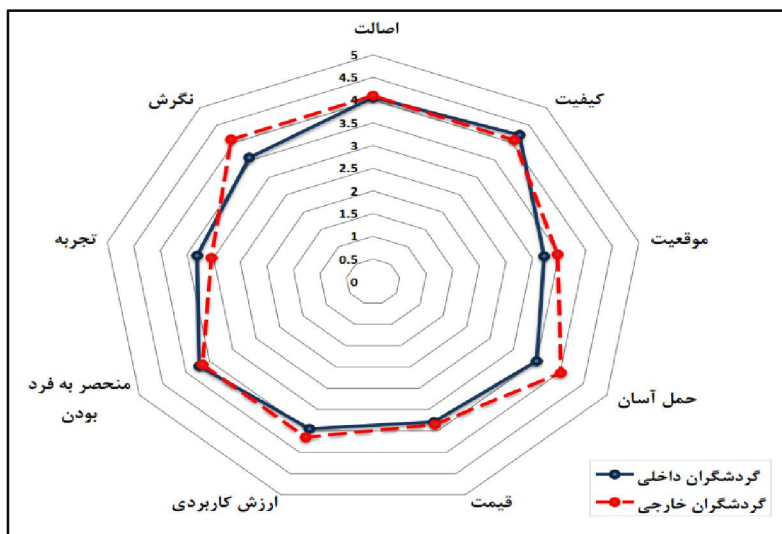 اصالت
کیفیت
موقعیت
حمل آسان
قیمت
ارزش کاربردی
منحصر به فرد
بودن
تجربه
نگرش
5
4.5
4
3.5
3
2.5
2
1.5
1
0.5
0
گردشگران داخلی
گردشگران خارجی